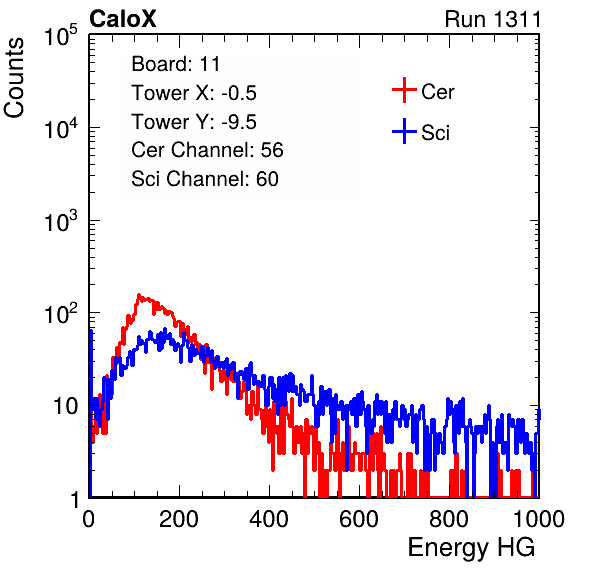 CaloX Run 1311
Counts
Board: 11
Tower X: -0.5
Tower Y: -9.5
Cer Channel: 56
Sci Channel: 60
Cer
Sci
10^5
10^4
10^3
10^2
10
1
0 200 400 600 800 1000
Energy HG